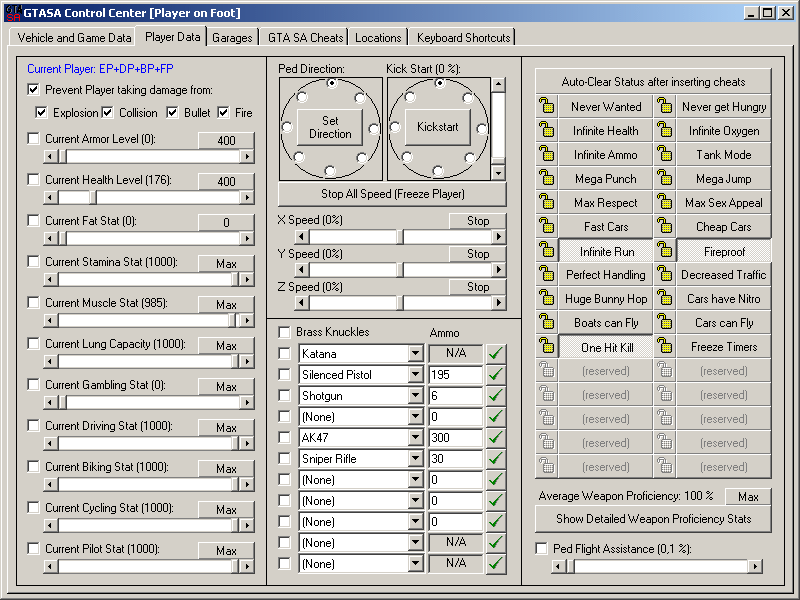 GTASA Control Center [Player on Foot]
Vehicle and Game Data
Player Data
Garages
GTA SA Cheats
Locations
Keyboard Shortcuts
Current Player: EP+DP+BP+FP
Prevent Player taking damage from:
Explosion
Collision
Bullet
Fire
Current Armor Level (0):
400
Current Health Level (176):
400
Current Fat Stat (0):
0
Current Stamina Stat (1000):
Max
Current Muscle Stat (985):
Max
Current Lung Capacity (1000):
Max
Current Gambling Stat (0):
Max
Current Driving Stat (1000):
Max
Current Biking Stat (1000):
Max
Current Cycling Stat (1000):
Max
Current Pilot Stat (1000):
Max
Ped Direction:
Set
Direction
Kick Start (0 %):
Kickstart
Stop All Speed (Freeze Player)
X Speed (0%)
Stop
Y Speed (0%)
Stop
Z Speed (0%)
Stop
Brass Knuckles
Ammo
Katana
N/A
Silenced Pistol
195
Shotgun
6
(None)
0
AK47
300
Sniper Rifle
30
(None)
0
(None)
0
(None)
0
(None)
N/A
(None)
N/A
Auto-Clear Status after inserting cheats
Never Wanted
Never get Hungry
Infinite Health
Infinite Oxygen
Infinite Ammo
Tank Mode
Mega Punch
Mega Jump
Max Respect
Max Sex Appeal
Fast Cars
Cheap Cars
Infinite Run
Fireproof
Perfect Handling
Decreased Traffic
Huge Bunny Hop
Cars have Nitro
Boats can Fly
Cars can Fly
One Hit Kill
Freeze Timers
(reserved)
(reserved)
(reserved)
(reserved)
(reserved)
(reserved)
(reserved)
(reserved)
(reserved)
(reserved)
Average Weapon Proficiency: 100 %
Max
Show Detailed Weapon Proficiency Stats
Ped Flight Assistance (0,1 %):